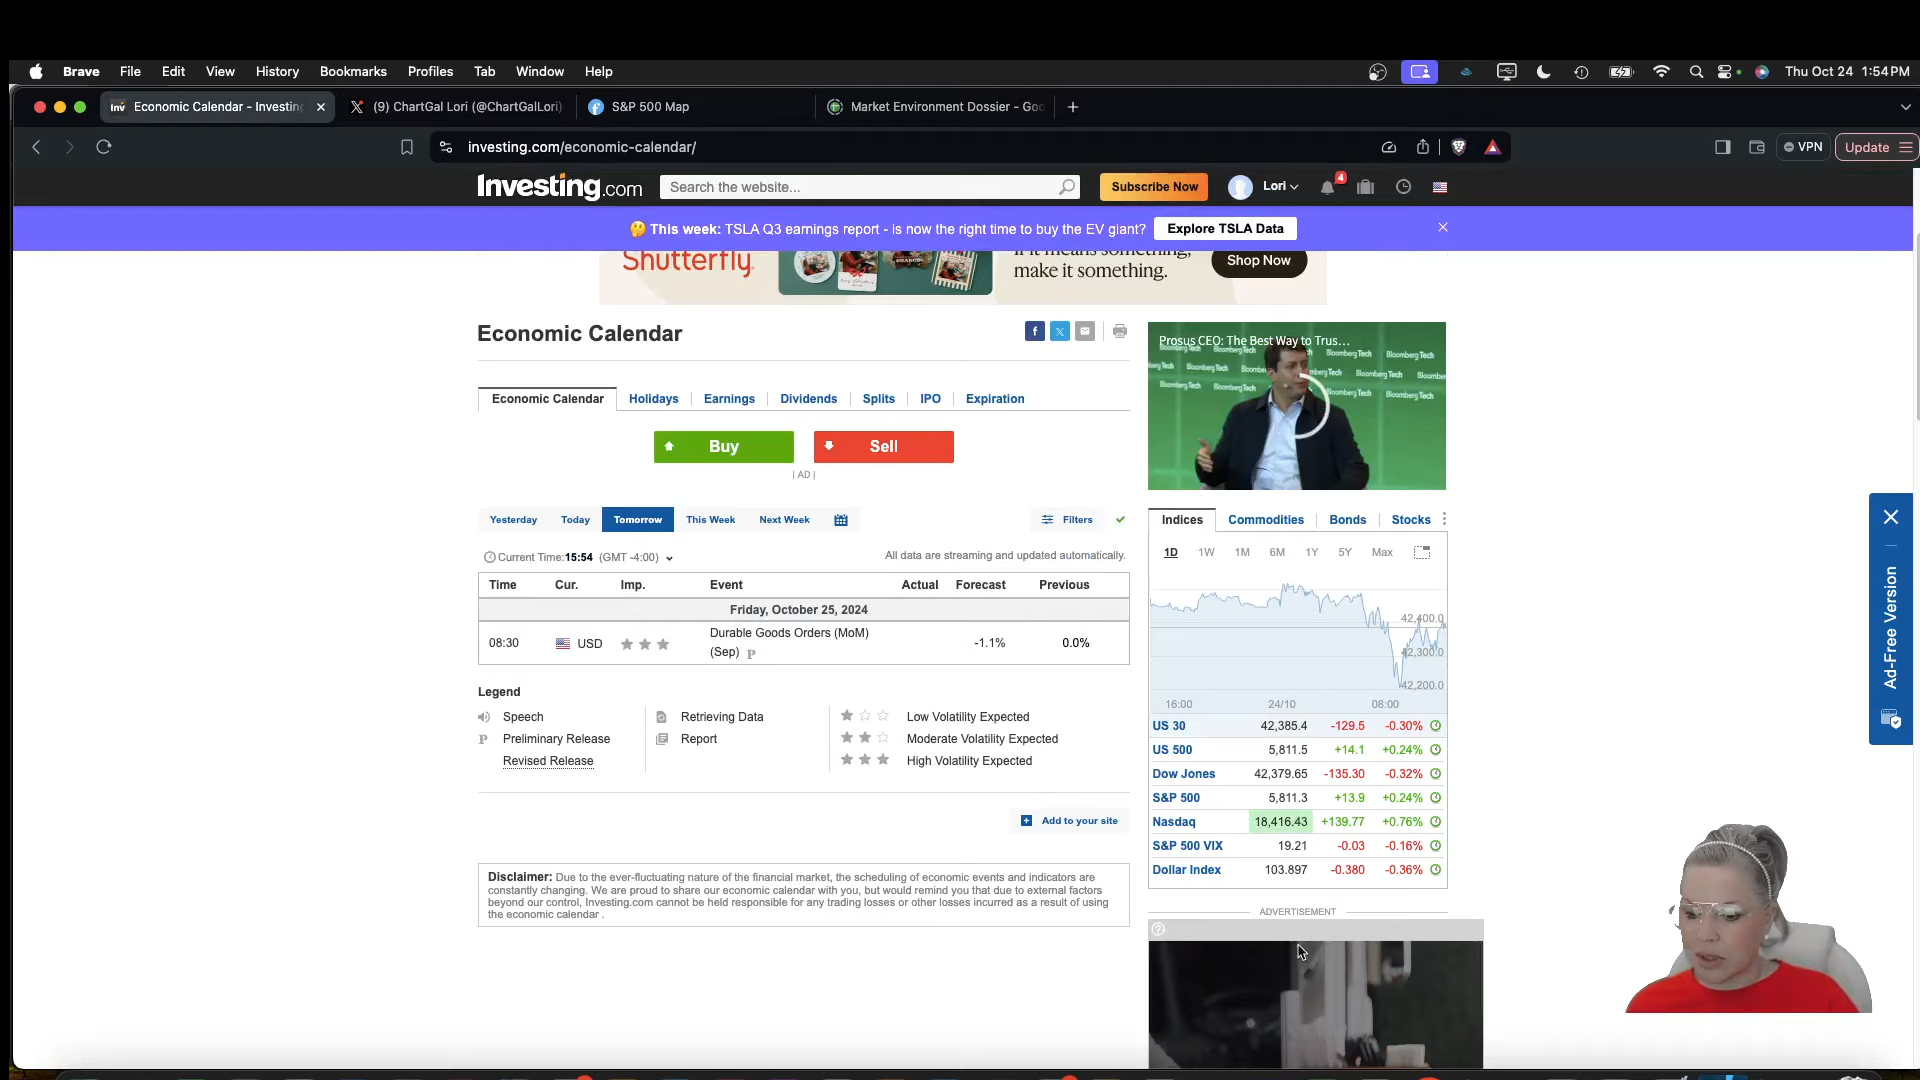 Brave File Edit View History Bookmarks Profiles Tab Window Help Thu Oct 24 1:54 PM
Economic Calendar - Investing (9) ChartGal Lori (@ChartGalLori) S&P 500 Map Market Environment Dossier - Goo
investing.com/economic-calendar/ VPN Update
Investing.com Search the website... Subscribe Now Lori 4
This week: TSLA Q3 earnings report - is now the right time to buy the EV giant? Explore TSLA Data
Shutterfly. make it something. Shop Now
Economic Calendar
Prosus CEO: The Best Way to Trus...
Bloomberg Tech
Economic Calendar Holidays Earnings Dividends Splits IPO Expiration
Buy Sell
| AD |
Yesterday Today Tomorrow This Week Next Week Filters
Current Time:15:54 (GMT -4:00) All data are streaming and updated automatically.
Time Cur. Imp. Event Actual Forecast Previous
Friday, October 25, 2024
08:30 USD Durable Goods Orders (MoM) (Sep) P -1.1% 0.0%
Legend
Speech Retrieving Data Low Volatility Expected
P Preliminary Release Report Moderate Volatility Expected
Revised Release High Volatility Expected
Add to your site
Disclaimer: Due to the ever-fluctuating nature of the financial market, the scheduling of economic events and indicators are
constantly changing. We are proud to share our economic calendar with you, but would remind you that due to external factors
beyond our control, Investing.com cannot be held responsible for any trading losses or other losses incurred as a result of using
the economic calendar .
Indices Commodities Bonds Stocks
1D 1W 1M 6M 1Y 5Y Max
42,400.0
42,300.0
42,200.0
16:00 24/10 08:00
US 30 42,385.4 -129.5 -0.30%
US 500 5,811.5 +14.1 +0.24%
Dow Jones 42,379.65 -135.30 -0.32%
S&P 500 5,811.3 +13.9 +0.24%
Nasdaq 18,416.43 +139.77 +0.76%
S&P 500 VIX 19.21 -0.03 -0.16%
Dollar Index 103.897 -0.380 -0.36%
ADVERTISEMENT
Ad-Free Version